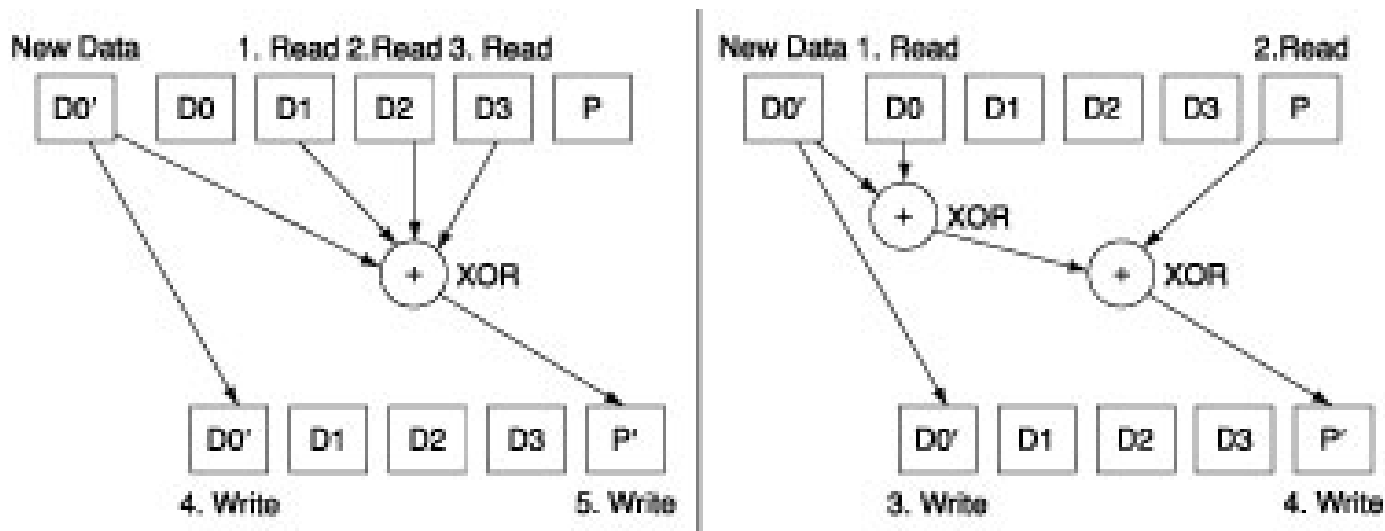 New Data 1. Read 2.Read 3. Read
D0' D0 D1 D2 D3 P
+ XOR
D0' D1 D2 D3 P'
4. Write 5. Write
New Data 1. Read 2.Read
D0' D0 D1 D2 D3 P
+ XOR
+ XOR
D0' D1 D2 D3 P'
3. Write 4. Write